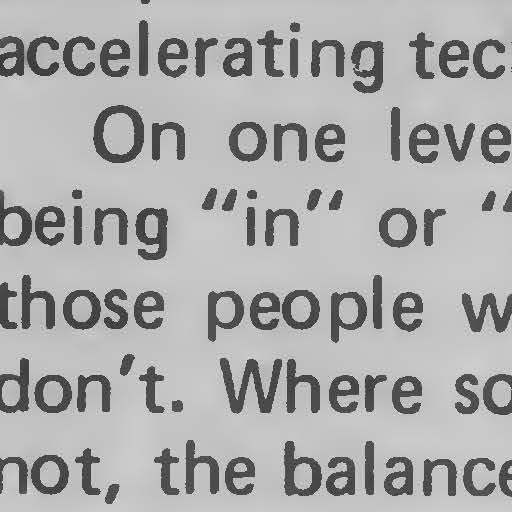 accelerating tec
On one leve
being “in” or “
those people w
don’t. Where so
not, the balance